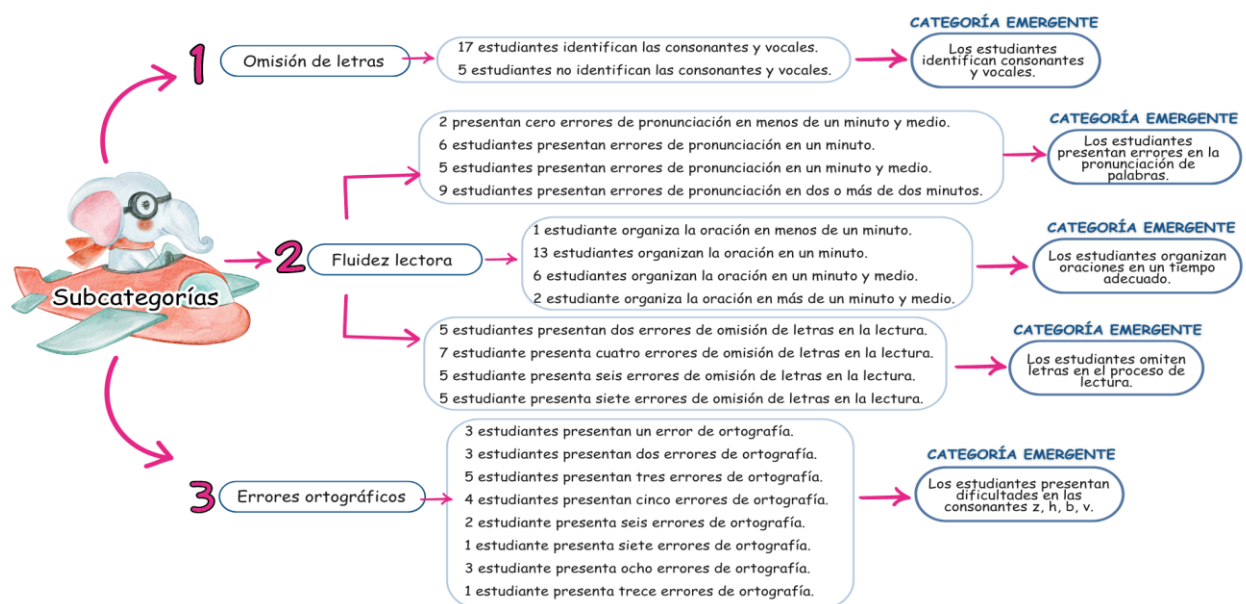 Subcategorías
1
Omisión de letras
17 estudiantes identifican las consonantes y vocales.
5 estudiantes no identifican las consonantes y vocales.
CATEGORÍA EMERGENTE
Los estudiantes
identifican consonantes
y vocales.
2
Fluidez lectora
2 presentan cero errores de pronunciación en menos de un minuto y medio.
6 estudiantes presentan errores de pronunciación en un minuto.
5 estudiantes presentan errores de pronunciación en un minuto y medio.
9 estudiantes presentan errores de pronunciación en dos o más de dos minutos.
CATEGORÍA EMERGENTE
Los estudiantes
presentan errores en la
pronunciación de
palabras.
1 estudiante organiza la oración en menos de un minuto.
13 estudiantes organizan la oración en un minuto.
6 estudiantes organizan la oración en un minuto y medio.
2 estudiante organiza la oración en más de un minuto y medio.
CATEGORÍA EMERGENTE
Los estudiantes organizan
oraciones en un tiempo
adecuado.
5 estudiantes presentan dos errores de omisión de letras en la lectura.
7 estudiante presenta cuatro errores de omisión de letras en la lectura.
5 estudiante presenta seis errores de omisión de letras en la lectura.
5 estudiante presenta siete errores de omisión de letras en la lectura.
CATEGORÍA EMERGENTE
Los estudiantes omiten
letras en el proceso de
lectura.
3
Errores ortográficos
3 estudiantes presentan un error de ortografía.
3 estudiantes presentan dos errores de ortografía.
5 estudiantes presentan tres errores de ortografía.
4 estudiantes presentan cinco errores de ortografía.
2 estudiante presenta seis errores de ortografía.
1 estudiante presenta siete errores de ortografía.
3 estudiante presenta ocho errores de ortografía.
1 estudiante presenta trece errores de ortografía.
CATEGORÍA EMERGENTE
Los estudiantes presentan
dificultades en las
consonantes z, h, b, v.